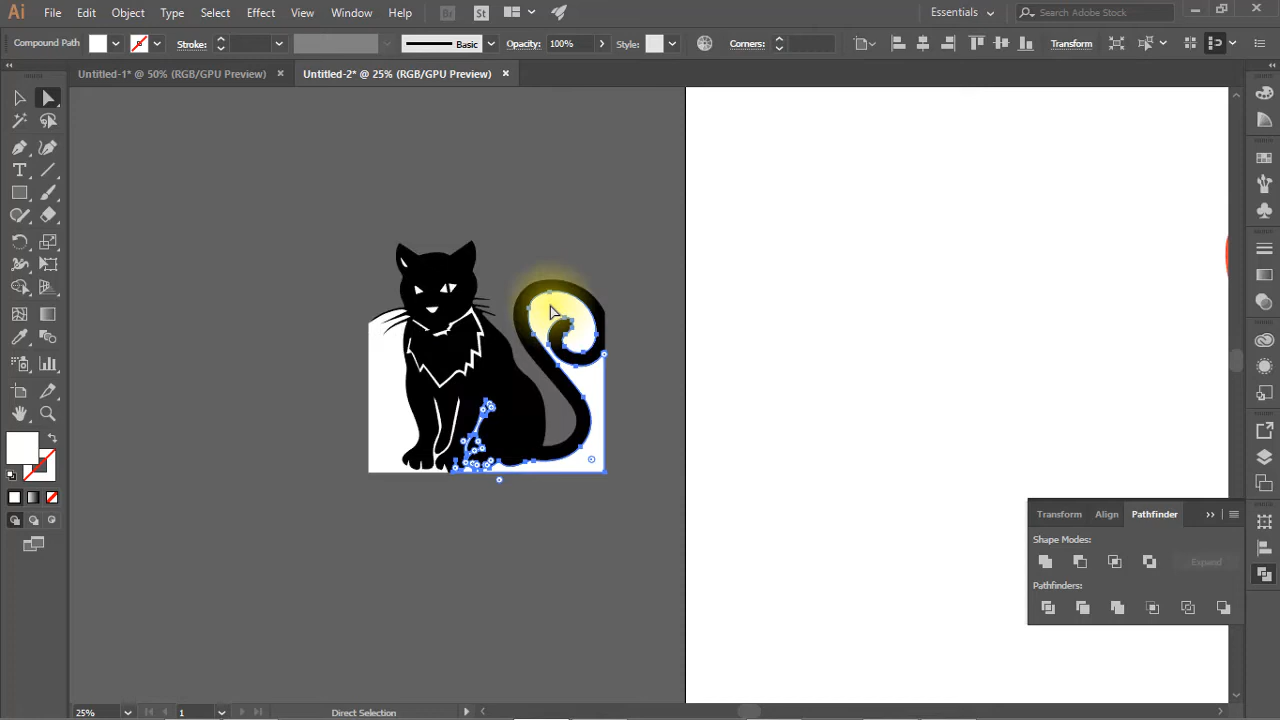 Ai File Edit Object Type Select Effect View Window Help Br St Essentials Search Adobe Stock
Compound Path Stroke: Basic Opacity: 100% Style: Corners: Transform
Untitled-1* @ 50% (RGB/GPU Preview) × Untitled-2* @ 25% (RGB/GPU Preview) ×
Transform Align Pathfinder
Shape Modes:
Expand
Pathfinders:
25% 1 Direct Selection